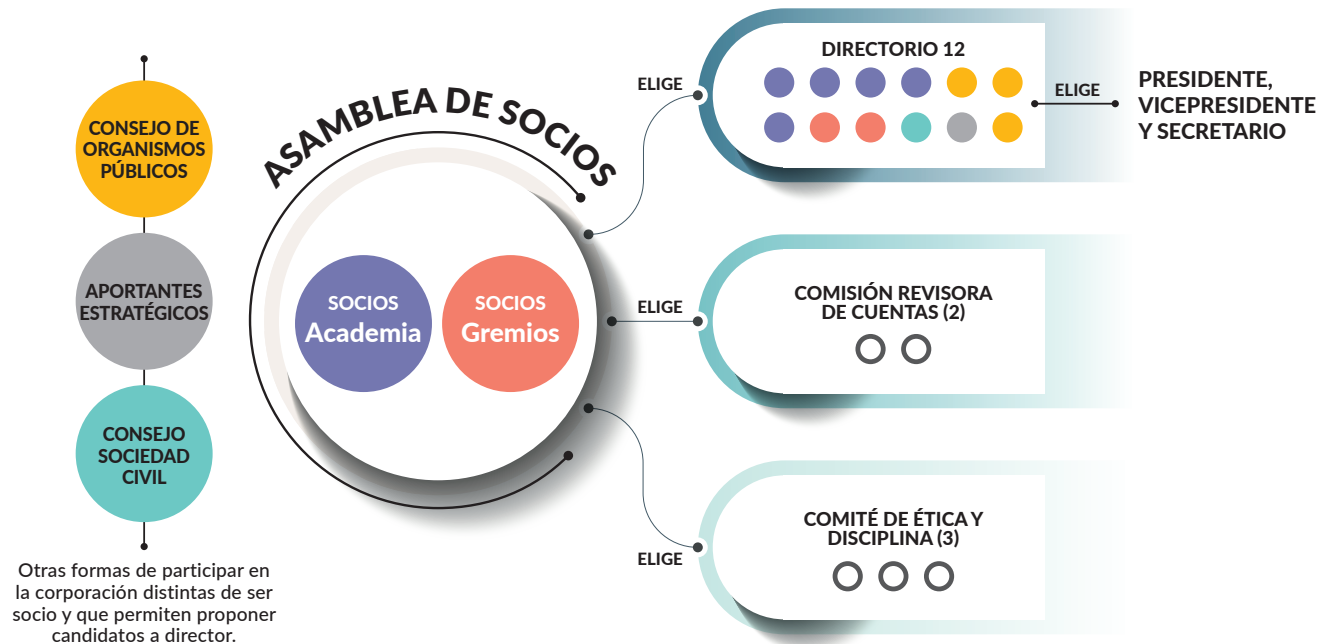 CONSEJO DE
ORGANISMOS
PÚBLICOS
APORTANTES
ESTRATÉGICOS
CONSEJO
SOCIEDAD
CIVIL
Otras formas de participar en
la corporación distintas de ser
socio y que permiten proponer
candidatos a director.
ASAMBLEA DE SOCIOS
SOCIOS
Academia
SOCIOS
Gremios
ELIGE
DIRECTORIO 12
ELIGE
PRESIDENTE,
VICEPRESIDENTE
Y SECRETARIO
ELIGE
COMISIÓN REVISORA
DE CUENTAS (2)
ELIGE
COMITÉ DE ÉTICA Y
DISCIPLINA (3)